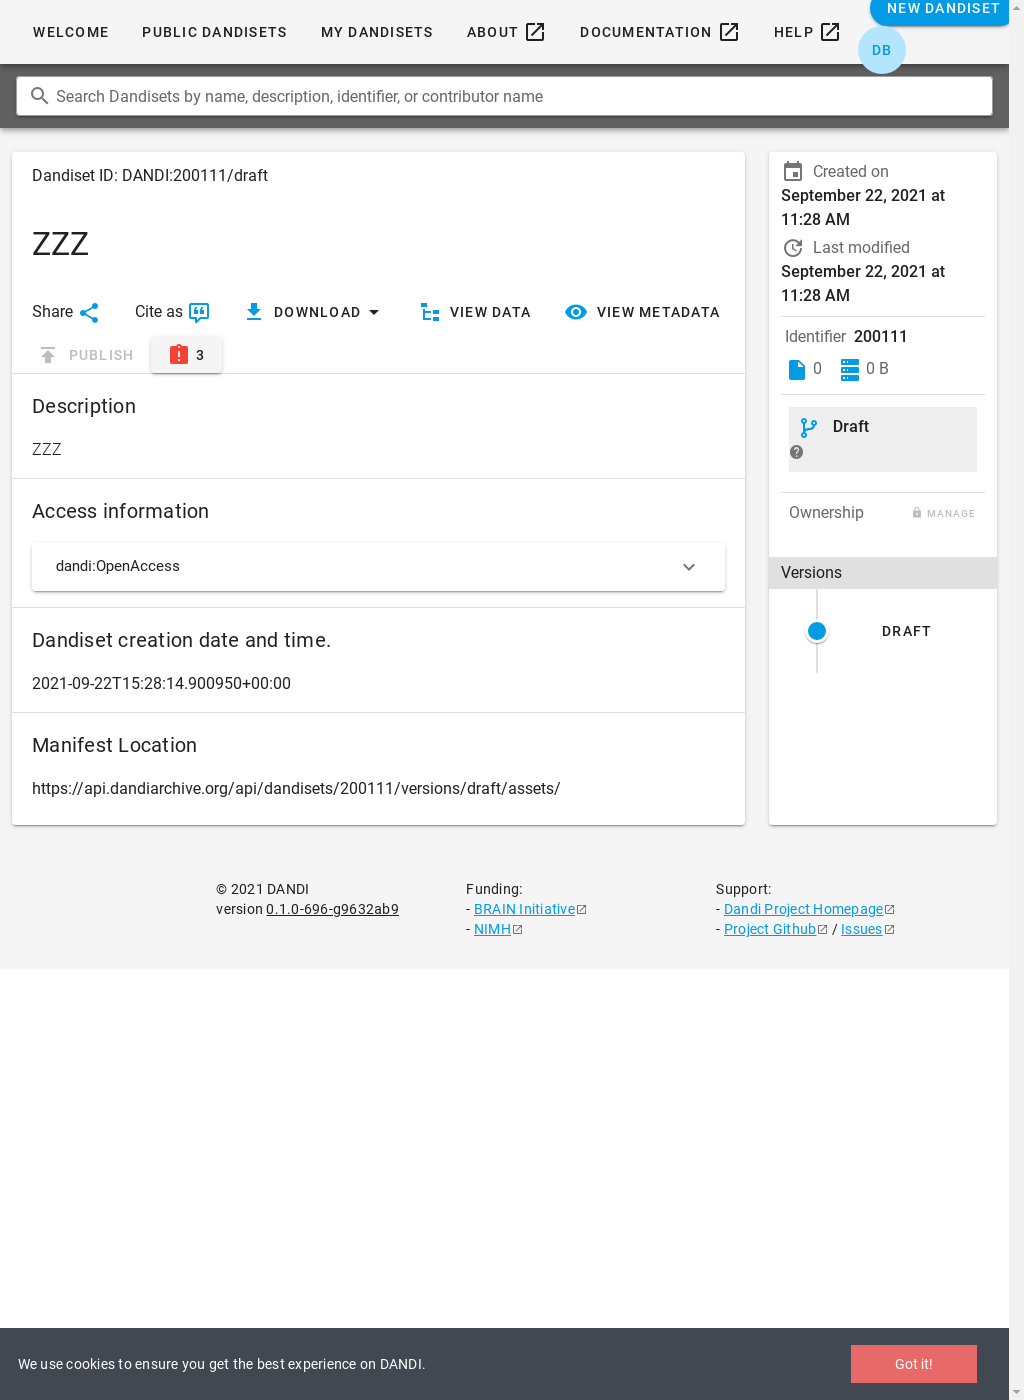 WELCOME PUBLIC DANDISETS MY DANDISETS ABOUT DOCUMENTATION HELP NEW DANDISET
DB
Search Dandisets by name, description, identifier, or contributor name
Dandiset ID: DANDI:200111/draft
ZZZ
Share Cite as DOWNLOAD VIEW DATA VIEW METADATA
PUBLISH 3
Description
ZZZ
Access information
dandi:OpenAccess
Dandiset creation date and time.
2021-09-22T15:28:14.900950+00:00
Manifest Location
https://api.dandiarchive.org/api/dandisets/200111/versions/draft/assets/
Created on
September 22, 2021 at
11:28 AM
Last modified
September 22, 2021 at
11:28 AM
Identifier 200111
0 0 B
Draft
Ownership MANAGE
Versions
DRAFT
© 2021 DANDI
version 0.1.0-696-g9632ab9
Funding:
- BRAIN Initiative
- NIMH
Support:
- Dandi Project Homepage
- Project Github / Issues
We use cookies to ensure you get the best experience on DANDI.
Got it!